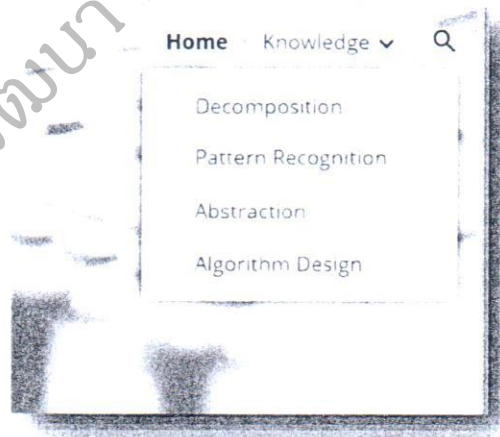 Home Knowledge
Decomposition
Pattern Recognition
Abstraction
Algorithm Design